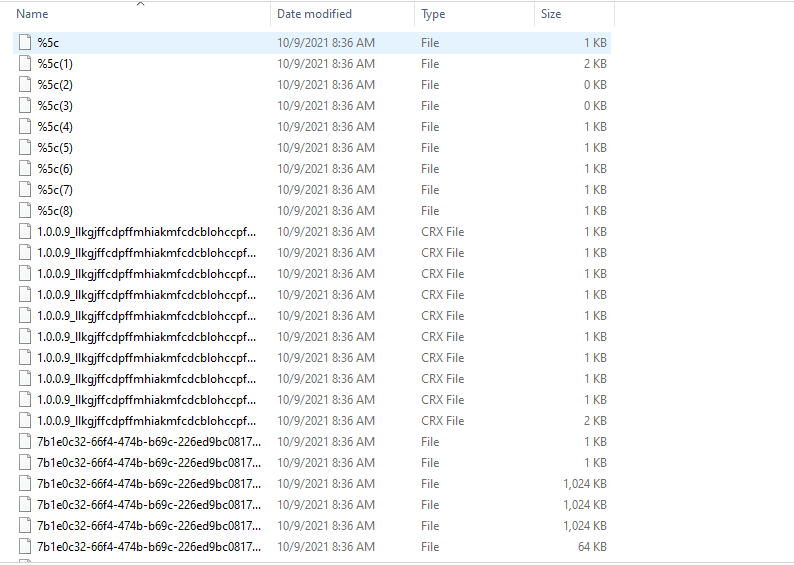 Name Date modified Type Size
%5c 10/9/2021 8:36 AM File 1 KB
%5c(1) 10/9/2021 8:36 AM File 2 KB
%5c(2) 10/9/2021 8:36 AM File 0 KB
%5c(3) 10/9/2021 8:36 AM File 0 KB
%5c(4) 10/9/2021 8:36 AM File 1 KB
%5c(5) 10/9/2021 8:36 AM File 1 KB
%5c(6) 10/9/2021 8:36 AM File 1 KB
%5c(7) 10/9/2021 8:36 AM File 1 KB
%5c(8) 10/9/2021 8:36 AM File 1 KB
1.0.0.9_llkgjffcdpffmhiakmfcdcblohccpf... 10/9/2021 8:36 AM CRX File 1 KB
1.0.0.9_llkgjffcdpffmhiakmfcdcblohccpf... 10/9/2021 8:36 AM CRX File 1 KB
1.0.0.9_llkgjffcdpffmhiakmfcdcblohccpf... 10/9/2021 8:36 AM CRX File 1 KB
1.0.0.9_llkgjffcdpffmhiakmfcdcblohccpf... 10/9/2021 8:36 AM CRX File 1 KB
1.0.0.9_llkgjffcdpffmhiakmfcdcblohccpf... 10/9/2021 8:36 AM CRX File 1 KB
1.0.0.9_llkgjffcdpffmhiakmfcdcblohccpf... 10/9/2021 8:36 AM CRX File 1 KB
1.0.0.9_llkgjffcdpffmhiakmfcdcblohccpf... 10/9/2021 8:36 AM CRX File 1 KB
1.0.0.9_llkgjffcdpffmhiakmfcdcblohccpf... 10/9/2021 8:36 AM CRX File 1 KB
1.0.0.9_llkgjffcdpffmhiakmfcdcblohccpf... 10/9/2021 8:36 AM CRX File 1 KB
1.0.0.9_llkgjffcdpffmhiakmfcdcblohccpf... 10/9/2021 8:36 AM CRX File 2 KB
7b1e0c32-66f4-474b-b69c-226ed9bc0817... 10/9/2021 8:36 AM File 1 KB
7b1e0c32-66f4-474b-b69c-226ed9bc0817... 10/9/2021 8:36 AM File 1 KB
7b1e0c32-66f4-474b-b69c-226ed9bc0817... 10/9/2021 8:36 AM File 1,024 KB
7b1e0c32-66f4-474b-b69c-226ed9bc0817... 10/9/2021 8:36 AM File 1,024 KB
7b1e0c32-66f4-474b-b69c-226ed9bc0817... 10/9/2021 8:36 AM File 1,024 KB
7b1e0c32-66f4-474b-b69c-226ed9bc0817... 10/9/2021 8:36 AM File 64 KB